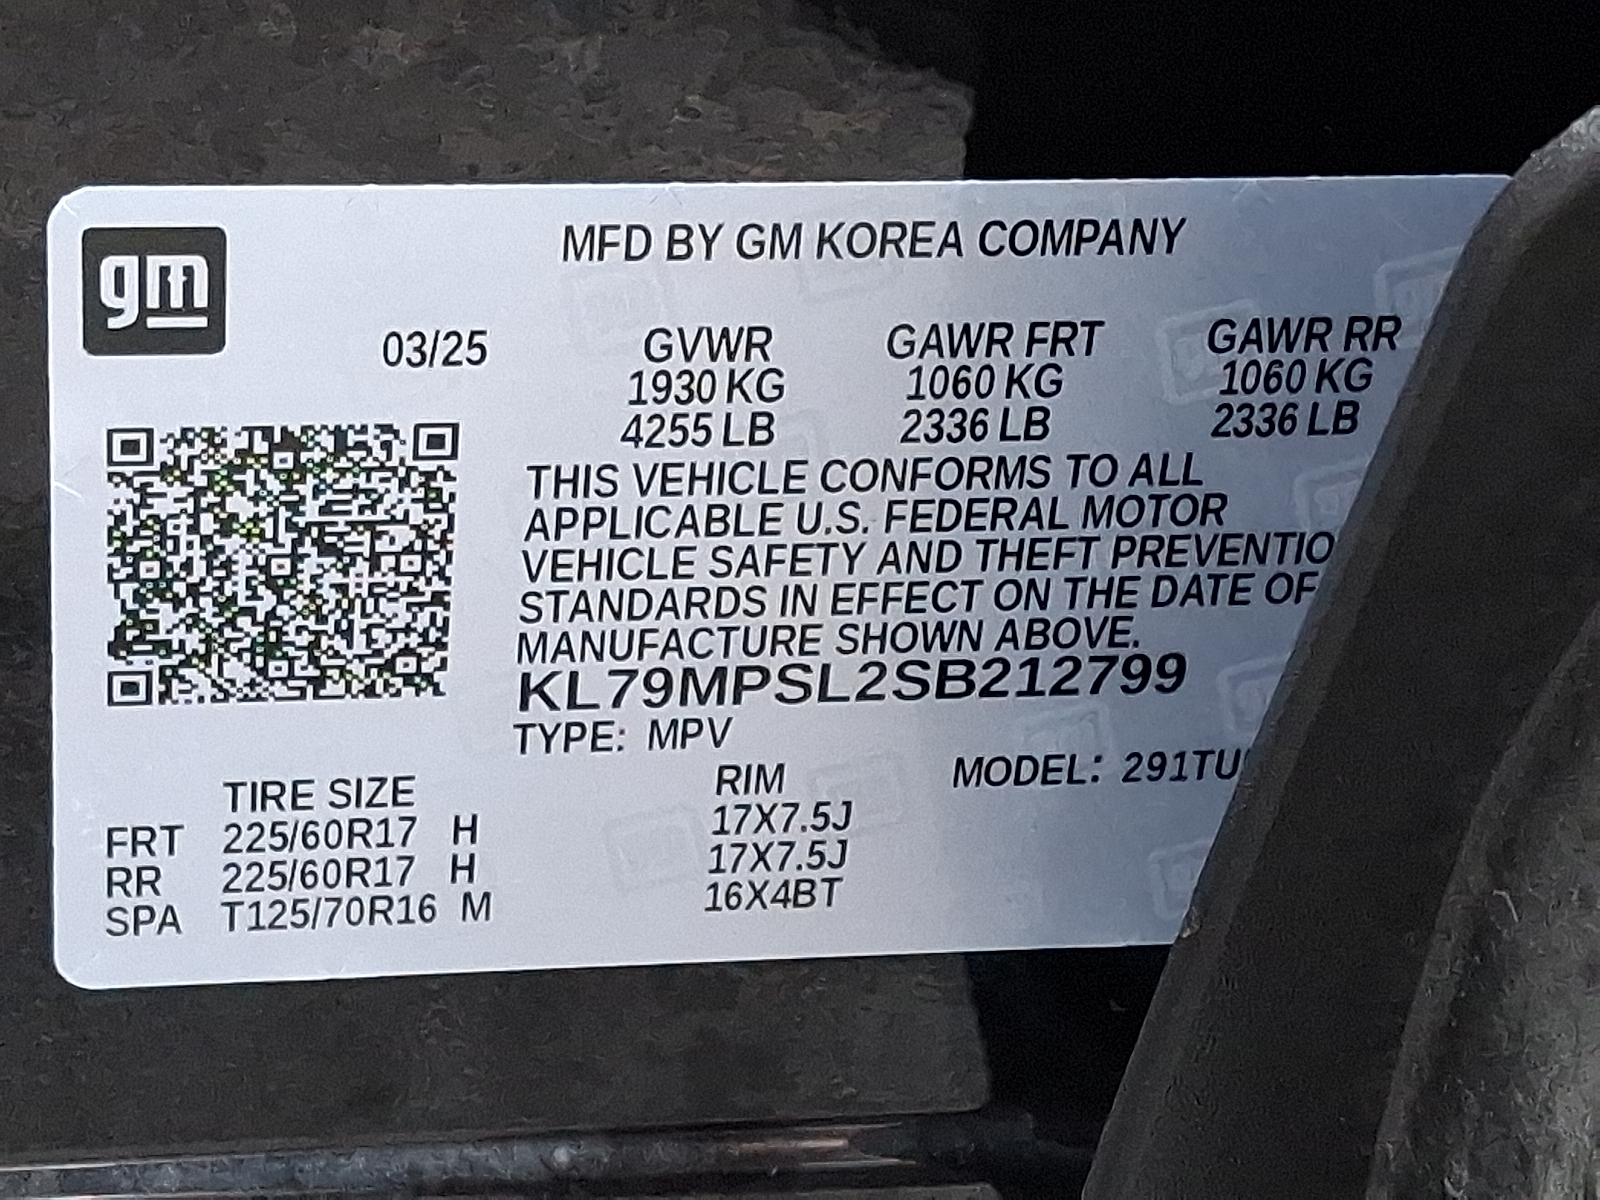 gm
MFD BY GM KOREA COMPANY
03/25 GVWR GAWR FRT GAWR RR
1930 KG 1060 KG 1060 KG
4255 LB 2336 LB 2336 LB
THIS VEHICLE CONFORMS TO ALL
APPLICABLE U.S. FEDERAL MOTOR
VEHICLE SAFETY AND THEFT PREVENTIO
STANDARDS IN EFFECT ON THE DATE OF
MANUFACTURE SHOWN ABOVE.
KL79MPSL2SB212799
TYPE: MPV
MODEL: 291TU
TIRE SIZE RIM
FRT 225/60R17 H 17X7.5J
RR 225/60R17 H 17X7.5J
SPA T125/70R16 M 16X4BT